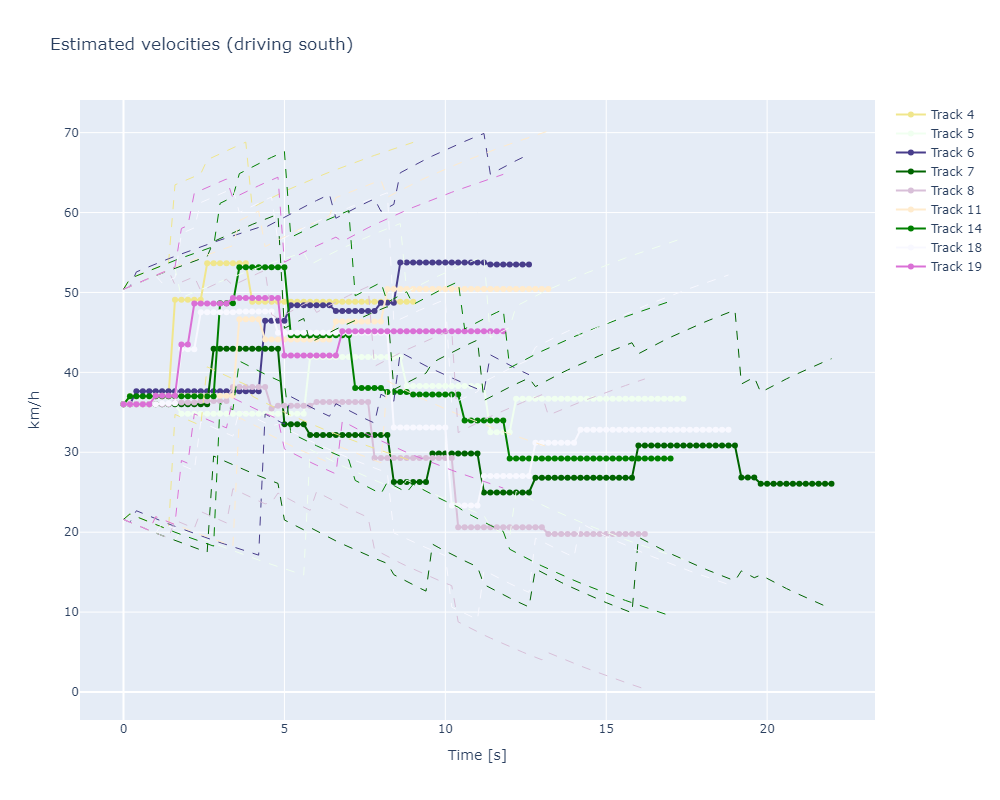 Estimated velocities (driving south)
70
60
50
40
30
20
10
0
km/h
0 5 10 15 20
Time [s]
Track 4
Track 5
Track 6
Track 7
Track 8
Track 11
Track 14
Track 18
Track 19